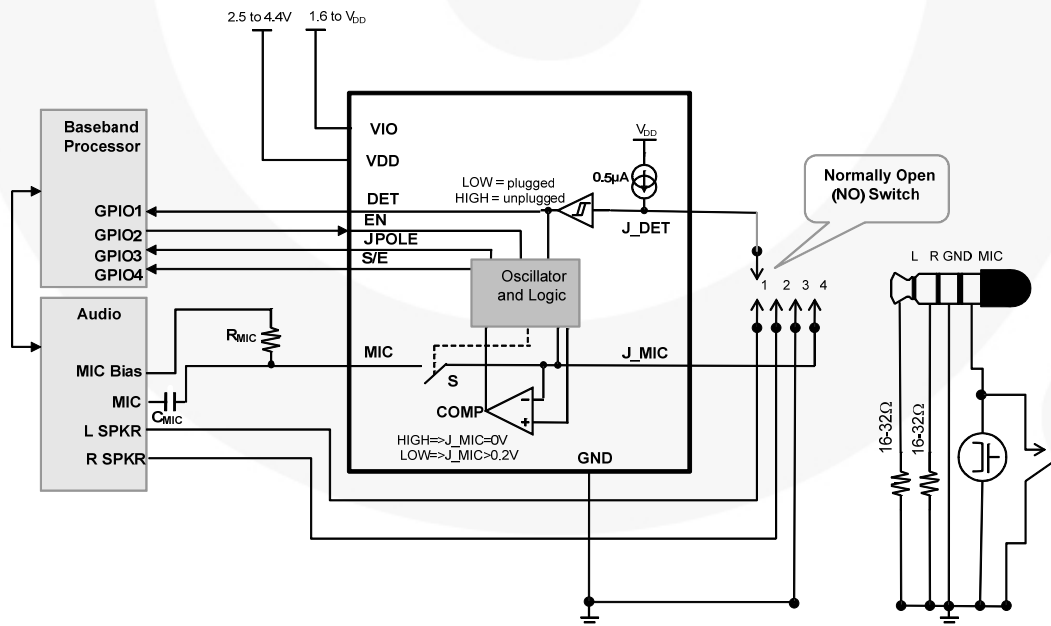 2.5 to 4.4V
1.6 to VDD
Baseband
Processor
GPIO1
GPIO2
GPIO3
GPIO4
Audio
MIC Bias
MIC
L SPKR
R SPKR
RMIC
CMIC
VIO
VDD
DET
EN
JPOLE
S/E
MIC
LOW = plugged
HIGH = unplugged
VDD
0.5µA
J_DET
Oscillator
and Logic
S
J_MIC
COMP
HIGH=>J_MIC=0V
LOW=>J_MIC>0.2V
GND
Normally Open
(NO) Switch
1 2 3 4
L R GND MIC
16-32Ω
16-32Ω